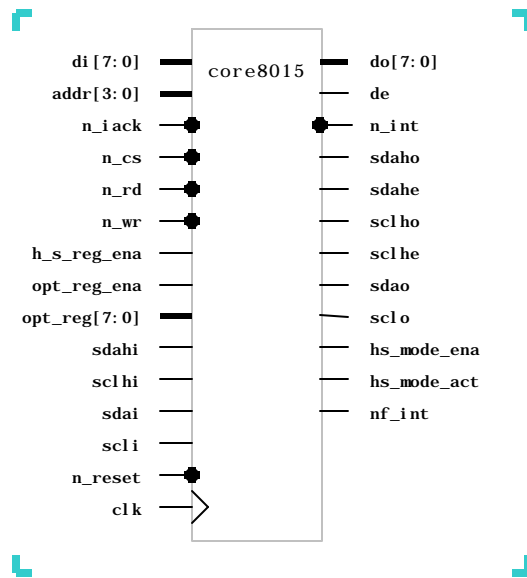 core8015
di[7:0]
addr[3:0]
n_iack
n_cs
n_rd
n_wr
h_s_reg_ena
opt_reg_ena
opt_reg[7:0]
sdahi
sclhi
sdai
scli
n_reset
clk
do[7:0]
de
n_int
sdaho
sdahe
sclho
sclhe
sdao
sclo
hs_mode_ena
hs_mode_act
nf_int